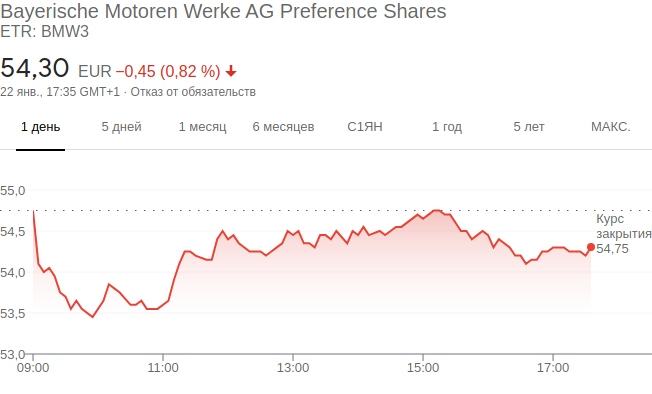 Bayerische Motoren Werke AG Preference Shares
ETR: BMW3
54,30 EUR −0,45 (0,82 %)
22 янв., 17:35 GMT+1 · Отказ от обязательств
1 день 5 дней 1 месяц 6 месяцев С1ЯН 1 год 5 лет МАКС.
55,0
54,5
54,0
53,5
53,0
Курс
закрытия
54,75
09:00 11:00 13:00 15:00 17:00